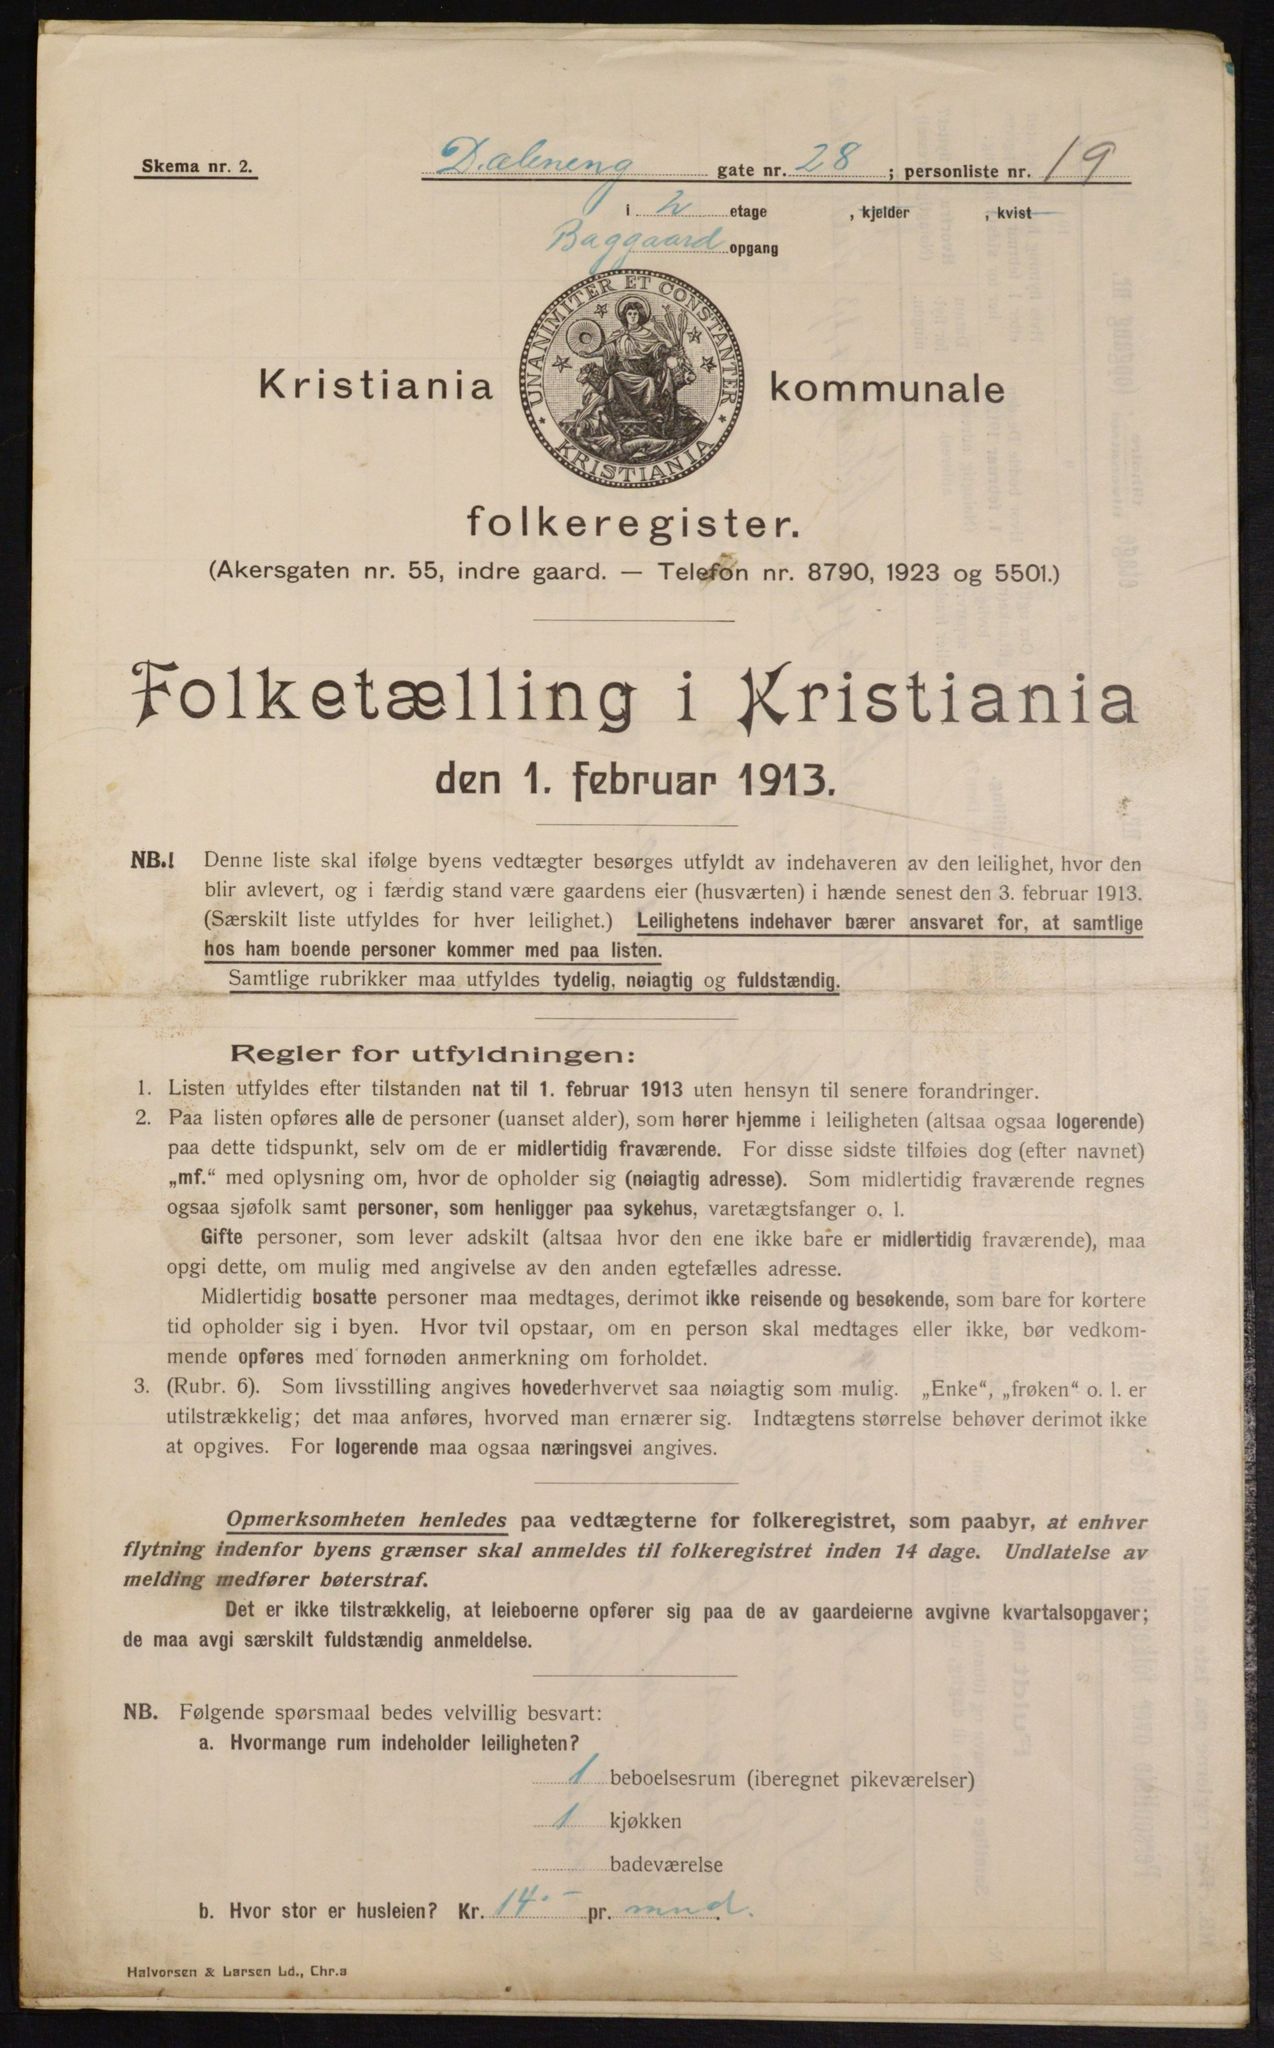 Skema nr. 2.
Dæleneng gate nr. 28 ; personliste nr. 19
i 2 etage , kjelder , kvist
Baggaard opgang
UNANIMITER ET CONSTANTER
KRISTIANIA
Kristiania kommunale
folkeregister.
(Akersgaten nr. 55, indre gaard. — Telefon nr. 8790, 1923 og 5501.)
Folketælling i Kristiania
den 1. februar 1913.
NB.! Denne liste skal ifølge byens vedtægter besørges utfyldt av indehaveren av den leilighet, hvor den
blir avlevert, og i færdig stand være gaardens eier (husværten) i hænde senest den 3. februar 1913.
(Særskilt liste utfyldes for hver leilighet.) Leilighetens indehaver bærer ansvaret for, at samtlige
hos ham boende personer kommer med paa listen.
Samtlige rubrikker maa utfyldes tydelig, nøiagtig og fuldstændig.
Regler for utfyldningen:
1. Listen utfyldes efter tilstanden nat til 1. februar 1913 uten hensyn til senere forandringer.
2. Paa listen opføres alle de personer (uanset alder), som hører hjemme i leiligheten (altsaa ogsaa logerende)
paa dette tidspunkt, selv om de er midlertidig fraværende. For disse sidste tilføies dog (efter navnet)
„mf.“ med oplysning om, hvor de opholder sig (nøiagtig adresse). Som midlertidig fraværende regnes
ogsaa sjøfolk samt personer, som henligger paa sykehus, varetægtsfanger o. l.
Gifte personer, som lever adskilt (altsaa hvor den ene ikke bare er midlertidig fraværende), maa
opgi dette, om mulig med angivelse av den anden egtefælles adresse.
Midlertidig bosatte personer maa medtages, derimot ikke reisende og besøkende, som bare for kortere
tid opholder sig i byen. Hvor tvil opstaar, om en person skal medtages eller ikke, bør vedkom-
mende opføres med fornøden anmerkning om forholdet.
3. (Rubr. 6). Som livsstilling angives hovederhvervet saa nøiagtig som mulig. „Enke“, „frøken“ o. l. er
utilstrækkelig; det maa anføres, hvorved man ernærer sig. Indtægtens størrelse behøver derimot ikke
at opgives. For logerende maa ogsaa næringsvei angives.
Opmerksomheten henledes paa vedtægterne for folkeregistret, som paabyr, at enhver
flytning indenfor byens grænser skal anmeldes til folkeregistret inden 14 dage. Undlatelse av
melding medfører bøterstraf.
Det er ikke tilstrækkelig, at leieboerne opfører sig paa de av gaardeierne avgivne kvartalsopgaver;
de maa avgi særskilt fuldstændig anmeldelse.
NB. Følgende spørsmaal bedes velvillig besvart:
a. Hvormange rum indeholder leiligheten?
1 beboelsesrum (iberegnet pikeværelser)
1 kjøkken
badeværelse
b. Hvor stor er husleien? Kr. 14.- pr. mnd.
Halvorsen & Larsen Ld., Chr.a